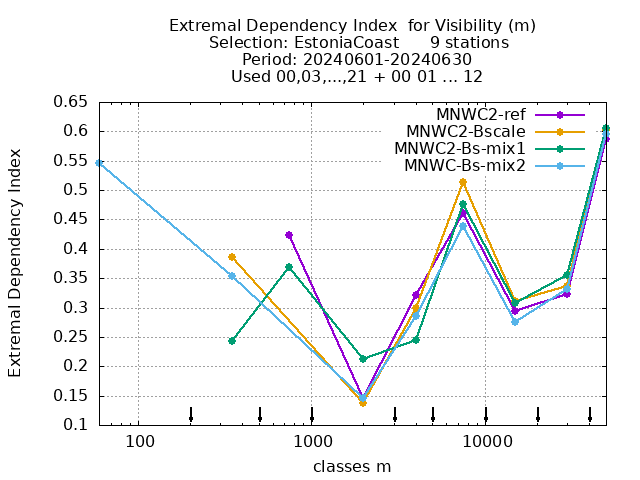 Extremal Dependency Index  for Visibility (m)
Selection: EstoniaCoast      9 stations
Period: 20240601-20240630
Used 00,03,...,21 + 00 01 ... 12
MNWC2-ref
MNWC2-Bscale
MNWC2-Bs-mix1
MNWC-Bs-mix2
Extremal Dependency Index
0.65
0.6
0.55
0.5
0.45
0.4
0.35
0.3
0.25
0.2
0.15
0.1
100 1000 10000
classes m